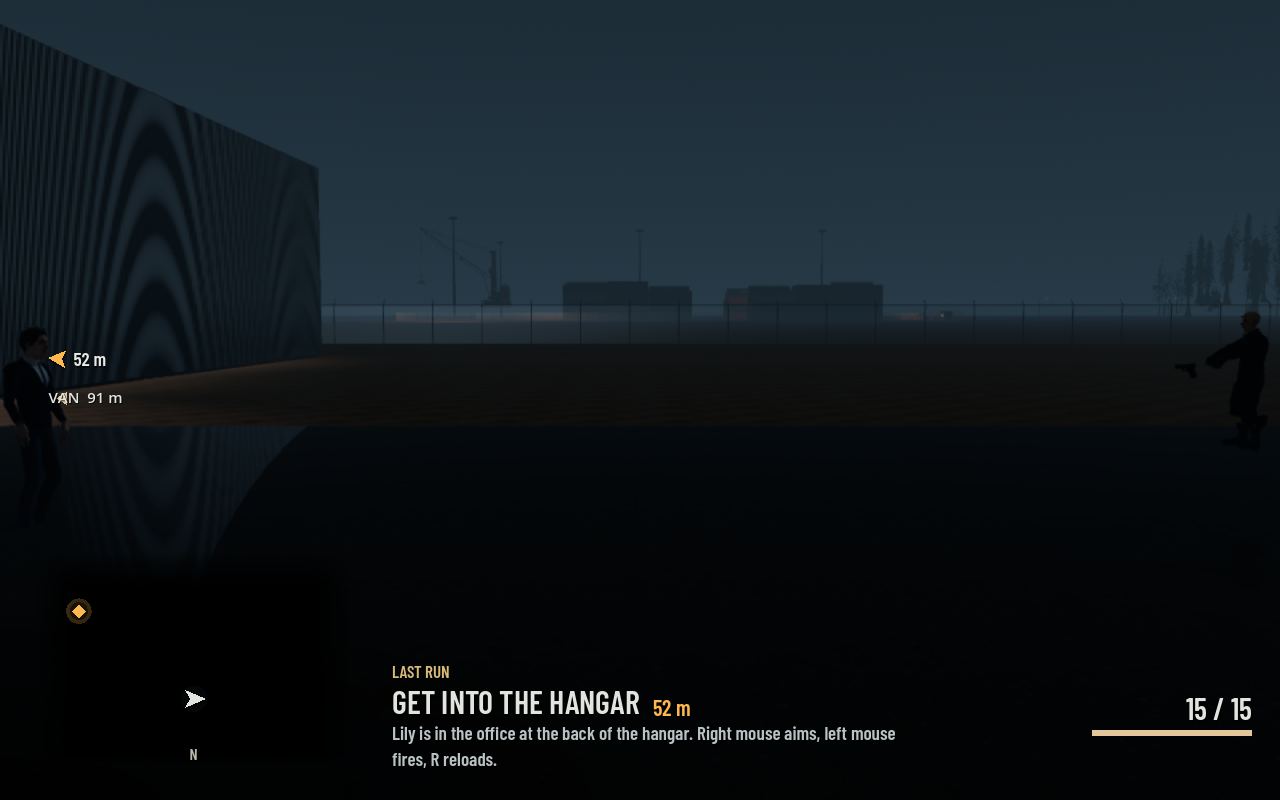 52 m
VAN 91 m
N
LAST RUN
GET INTO THE HANGAR 52 m
Lily is in the office at the back of the hangar. Right mouse aims, left mouse
fires, R reloads.
15 / 15